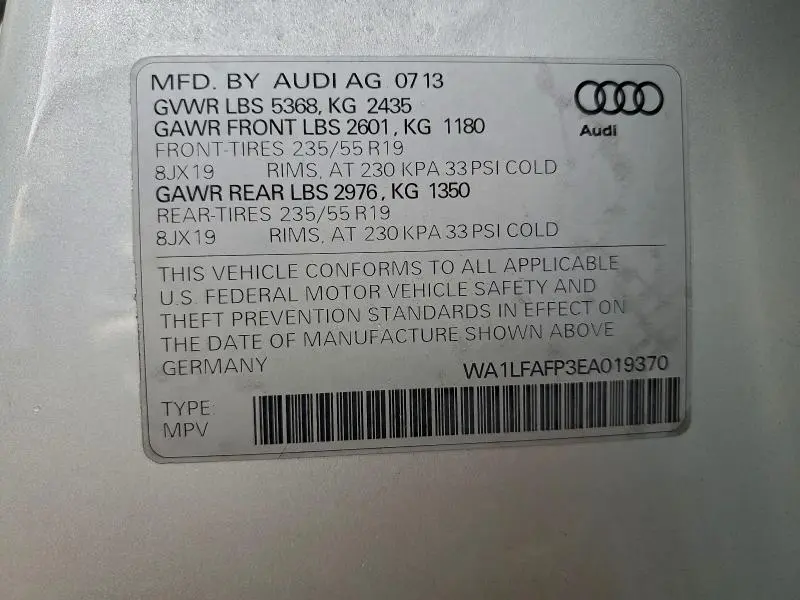 MFD. BY AUDI AG 07 13
GVWR LBS 5368, KG 2435
GAWR FRONT LBS 2601, KG 1180
FRONT-TIRES 235/55 R19
8JX19 RIMS, AT 230 KPA 33 PSI COLD
GAWR REAR LBS 2976, KG 1350
REAR-TIRES 235/55 R19
8JX19 RIMS, AT 230 KPA 33 PSI COLD
Audi
THIS VEHICLE CONFORMS TO ALL APPLICABLE
U.S. FEDERAL MOTOR VEHICLE SAFETY AND
THEFT PREVENTION STANDARDS IN EFFECT ON
THE DATE OF MANUFACTURE SHOWN ABOVE
GERMANY WA1LFAFP3EA019370
TYPE:
MPV